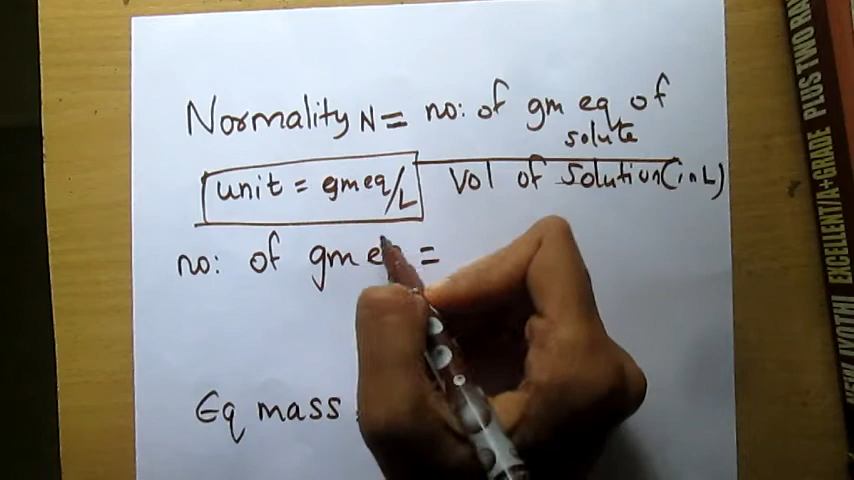 Normality N = no: of gm eq of
solute
unit = gmeq/L
Vol of Solution (in L)
no: of gm eq =
Eq mass
EXCELLENT/A+GRADE PLUS TWO
JYOTHI